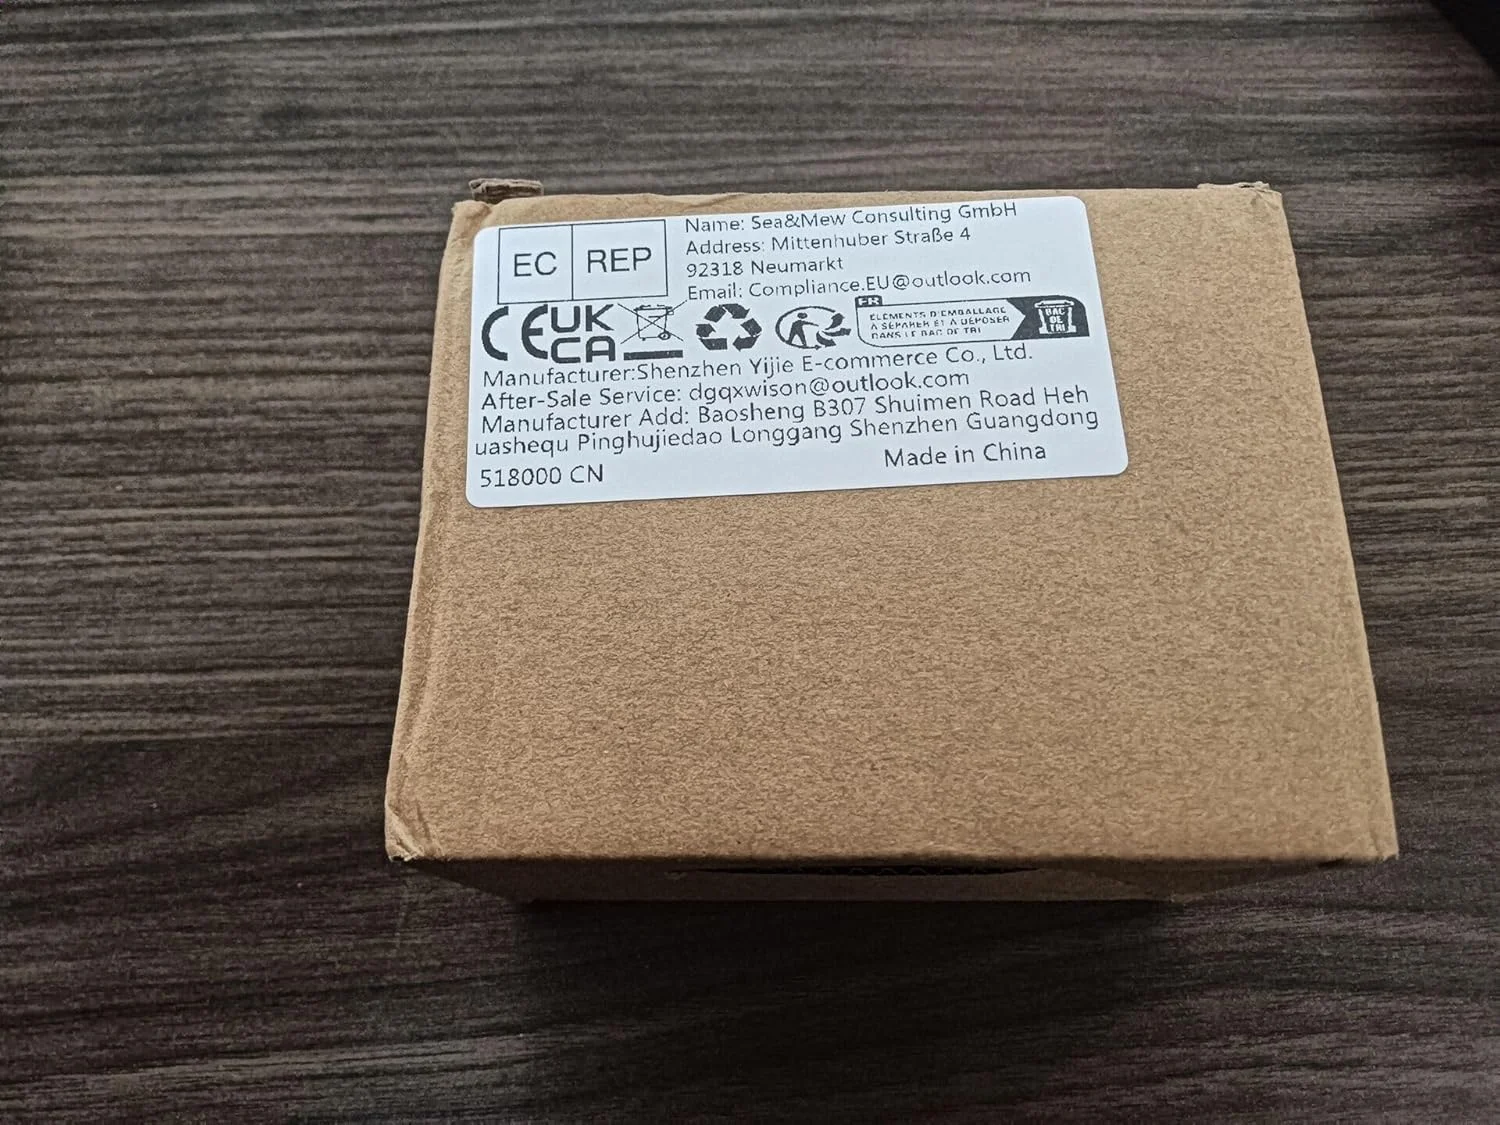 EC REP
Name: Sea&Mew Consulting GmbH
Address: Mittenhuber Straße 4
92318 Neumarkt
Email: Compliance.EU@outlook.com
CE UK
CA
FR
ELEMENTS D'EMBALLAGE
A SÉPARER ET A DÉPOSER
DANS LE BAC DE TRI
BAC
DE
TRI
Manufacturer:Shenzhen Yijie E-commerce Co., Ltd.
After-Sale Service: dgqxwison@outlook.com
Manufacturer Add: Baosheng B307 Shuimen Road Heh
uashequ Pinghujiedao Longgang Shenzhen Guangdong
518000 CN
Made in China